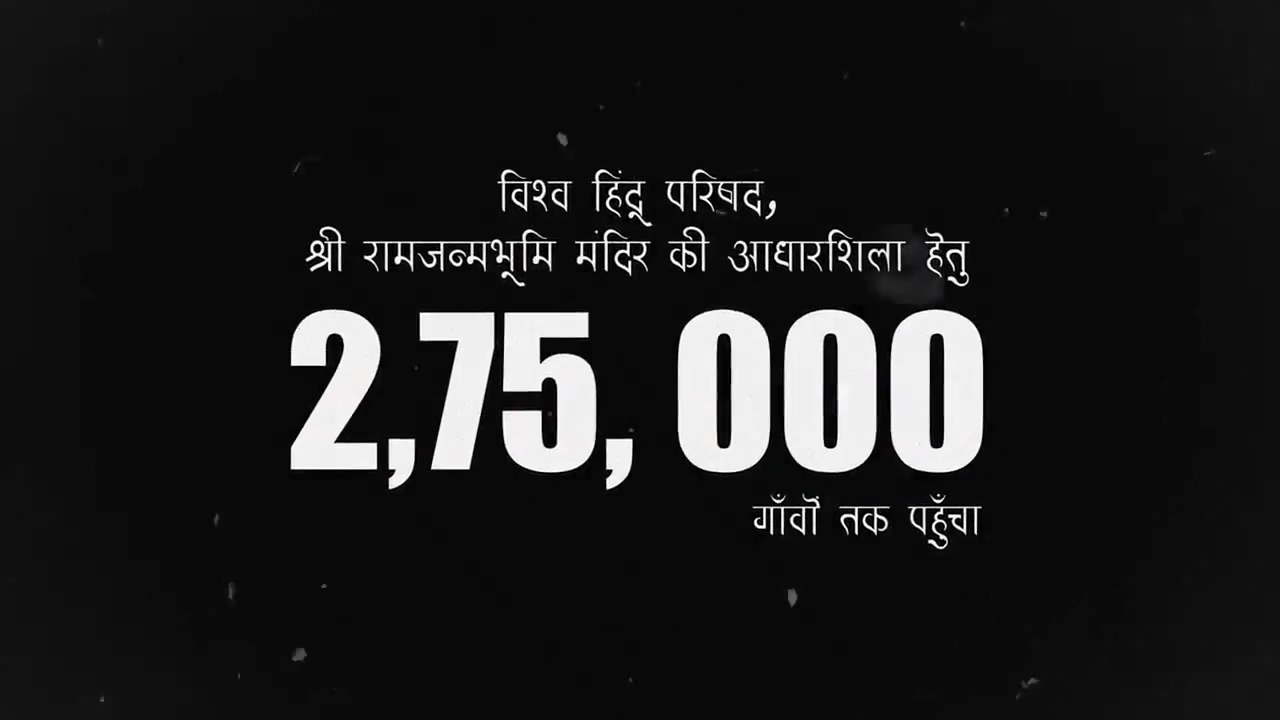 विश्व हिंदू परिषद,
श्री रामजन्मभूमि मंदिर की आधारशिला हेतु
2,75,000
गाँवों तक पहुँचा